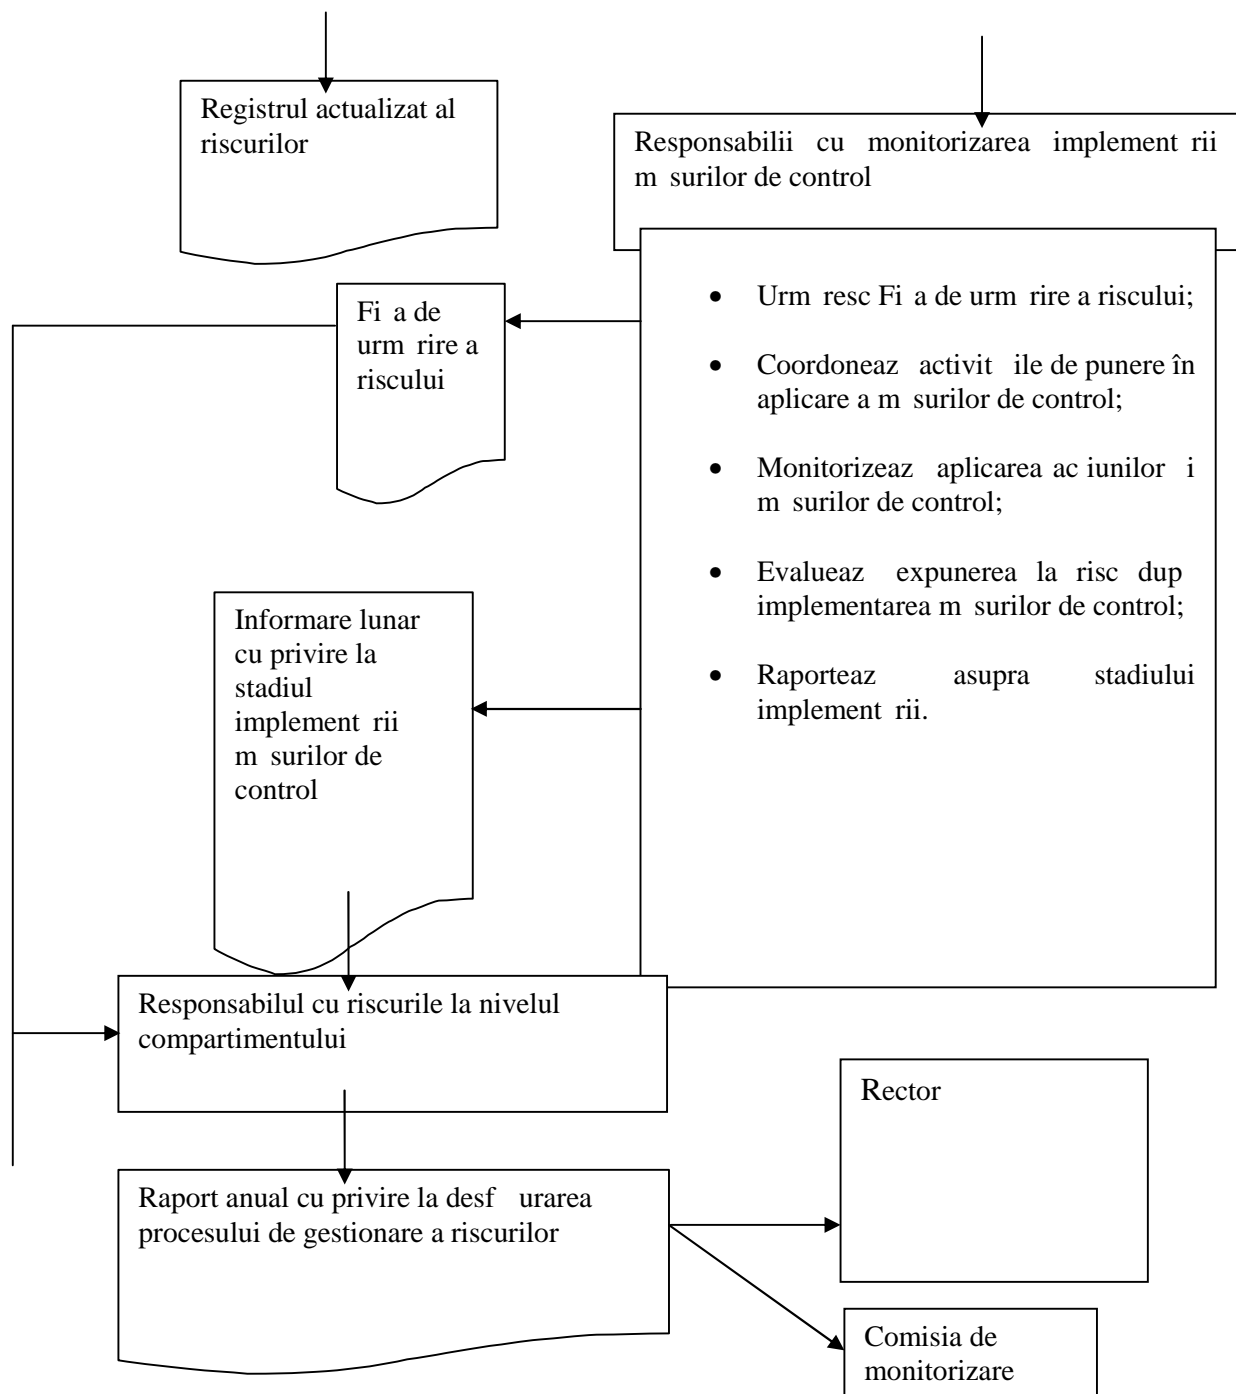 Registrul actualizat al
riscurilor
Responsabilii cu monitorizarea implement rii
m surilor de control
Fi a de
urm rire a
riscului
• Urm resc Fi a de urm rire a riscului;
• Coordoneaz activit ile de punere în
aplicare a m surilor de control;
• Monitorizeaz aplicarea ac iunilor i
m surilor de control;
• Evalueaz expunerea la risc dup
implementarea m surilor de control;
• Raporteaz asupra stadiului
implement rii.
Informare lunar
cu privire la
stadiul
implement rii
m surilor de
control
Responsabilul cu riscurile la nivelul
compartimentului
Rector
Raport anual cu privire la desf urarea
procesului de gestionare a riscurilor
Comisia de
monitorizare